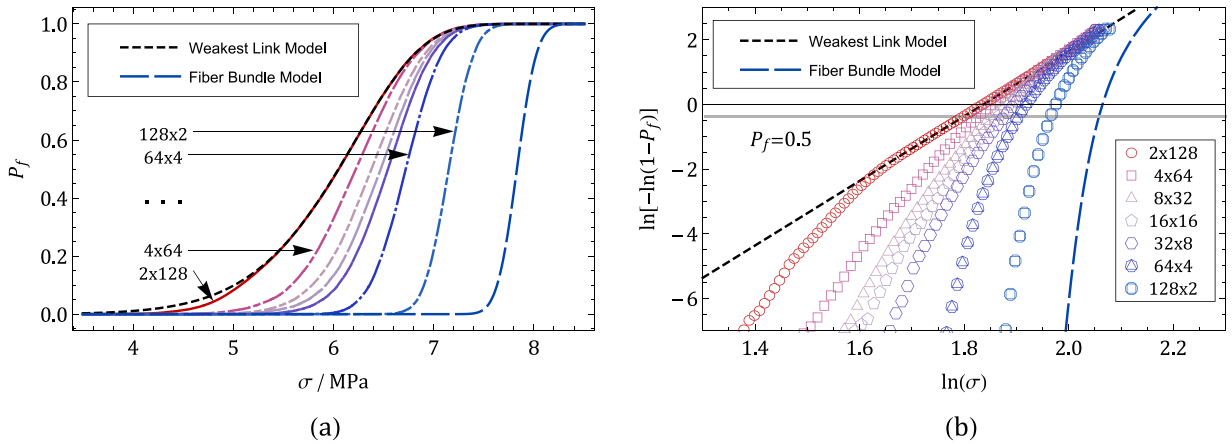 Weakest Link Model
Fiber Bundle Model
128x2
64x4
. . .
4x64
2x128
1.0
0.8
0.6
0.4
0.2
0.0
P_f
4
5
6
7
8
σ / MPa
(a)
Weakest Link Model
Fiber Bundle Model
P_f=0.5
2x128
4x64
8x32
16x16
32x8
64x4
128x2
2
0
−2
−4
−6
ln[−ln(1−P_f)]
1.4
1.6
1.8
2.0
2.2
ln(σ)
(b)